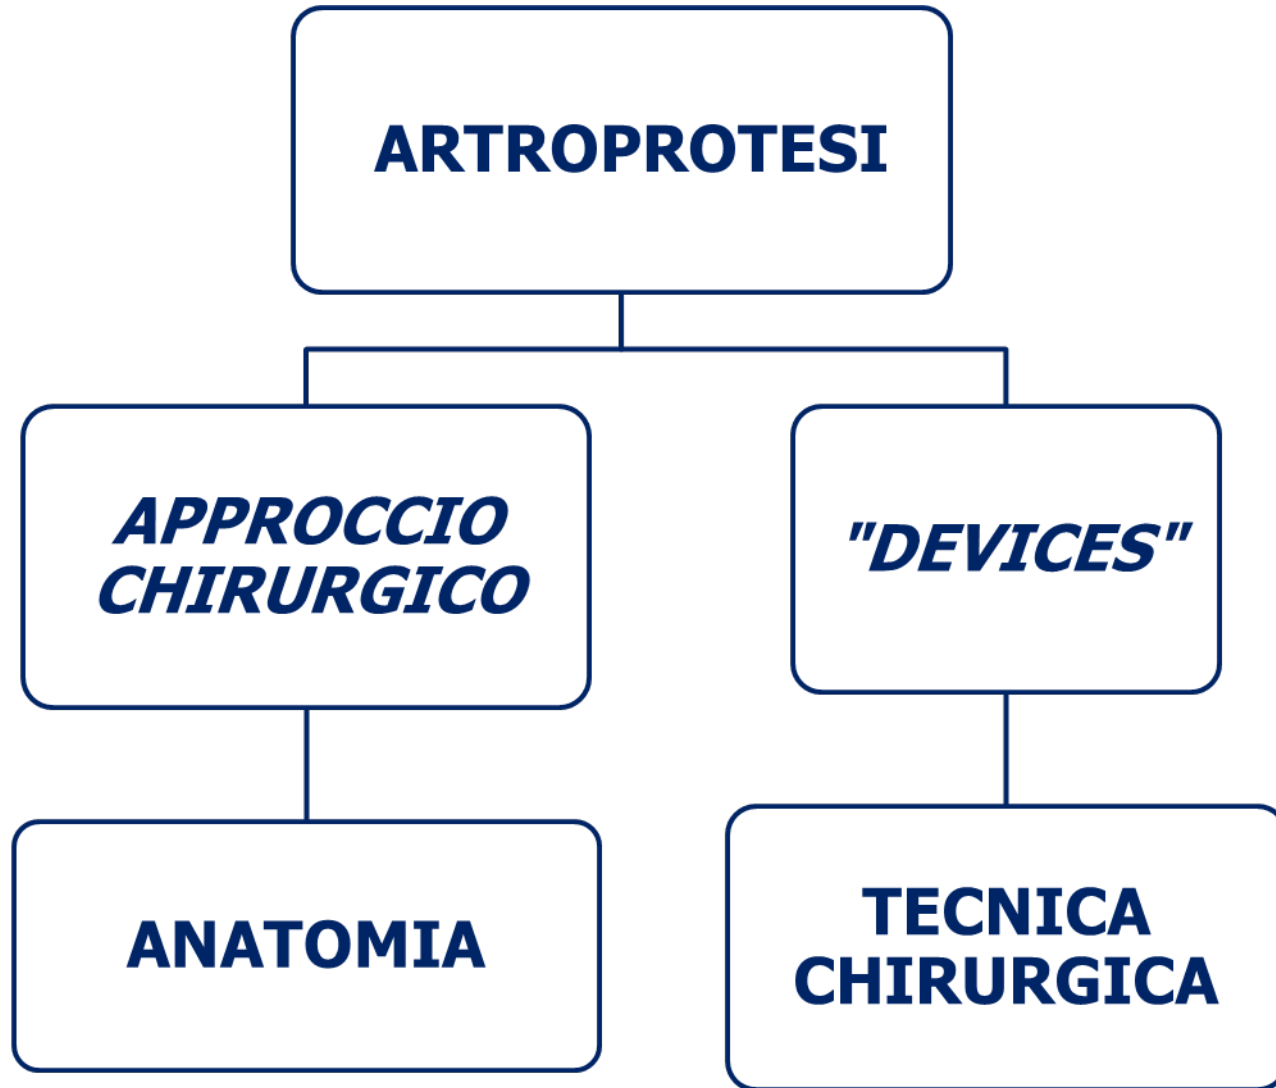 ARTROPROTESI
APPROCCIO
CHIRURGICO
"DEVICES"
ANATOMIA
TECNICA
CHIRURGICA